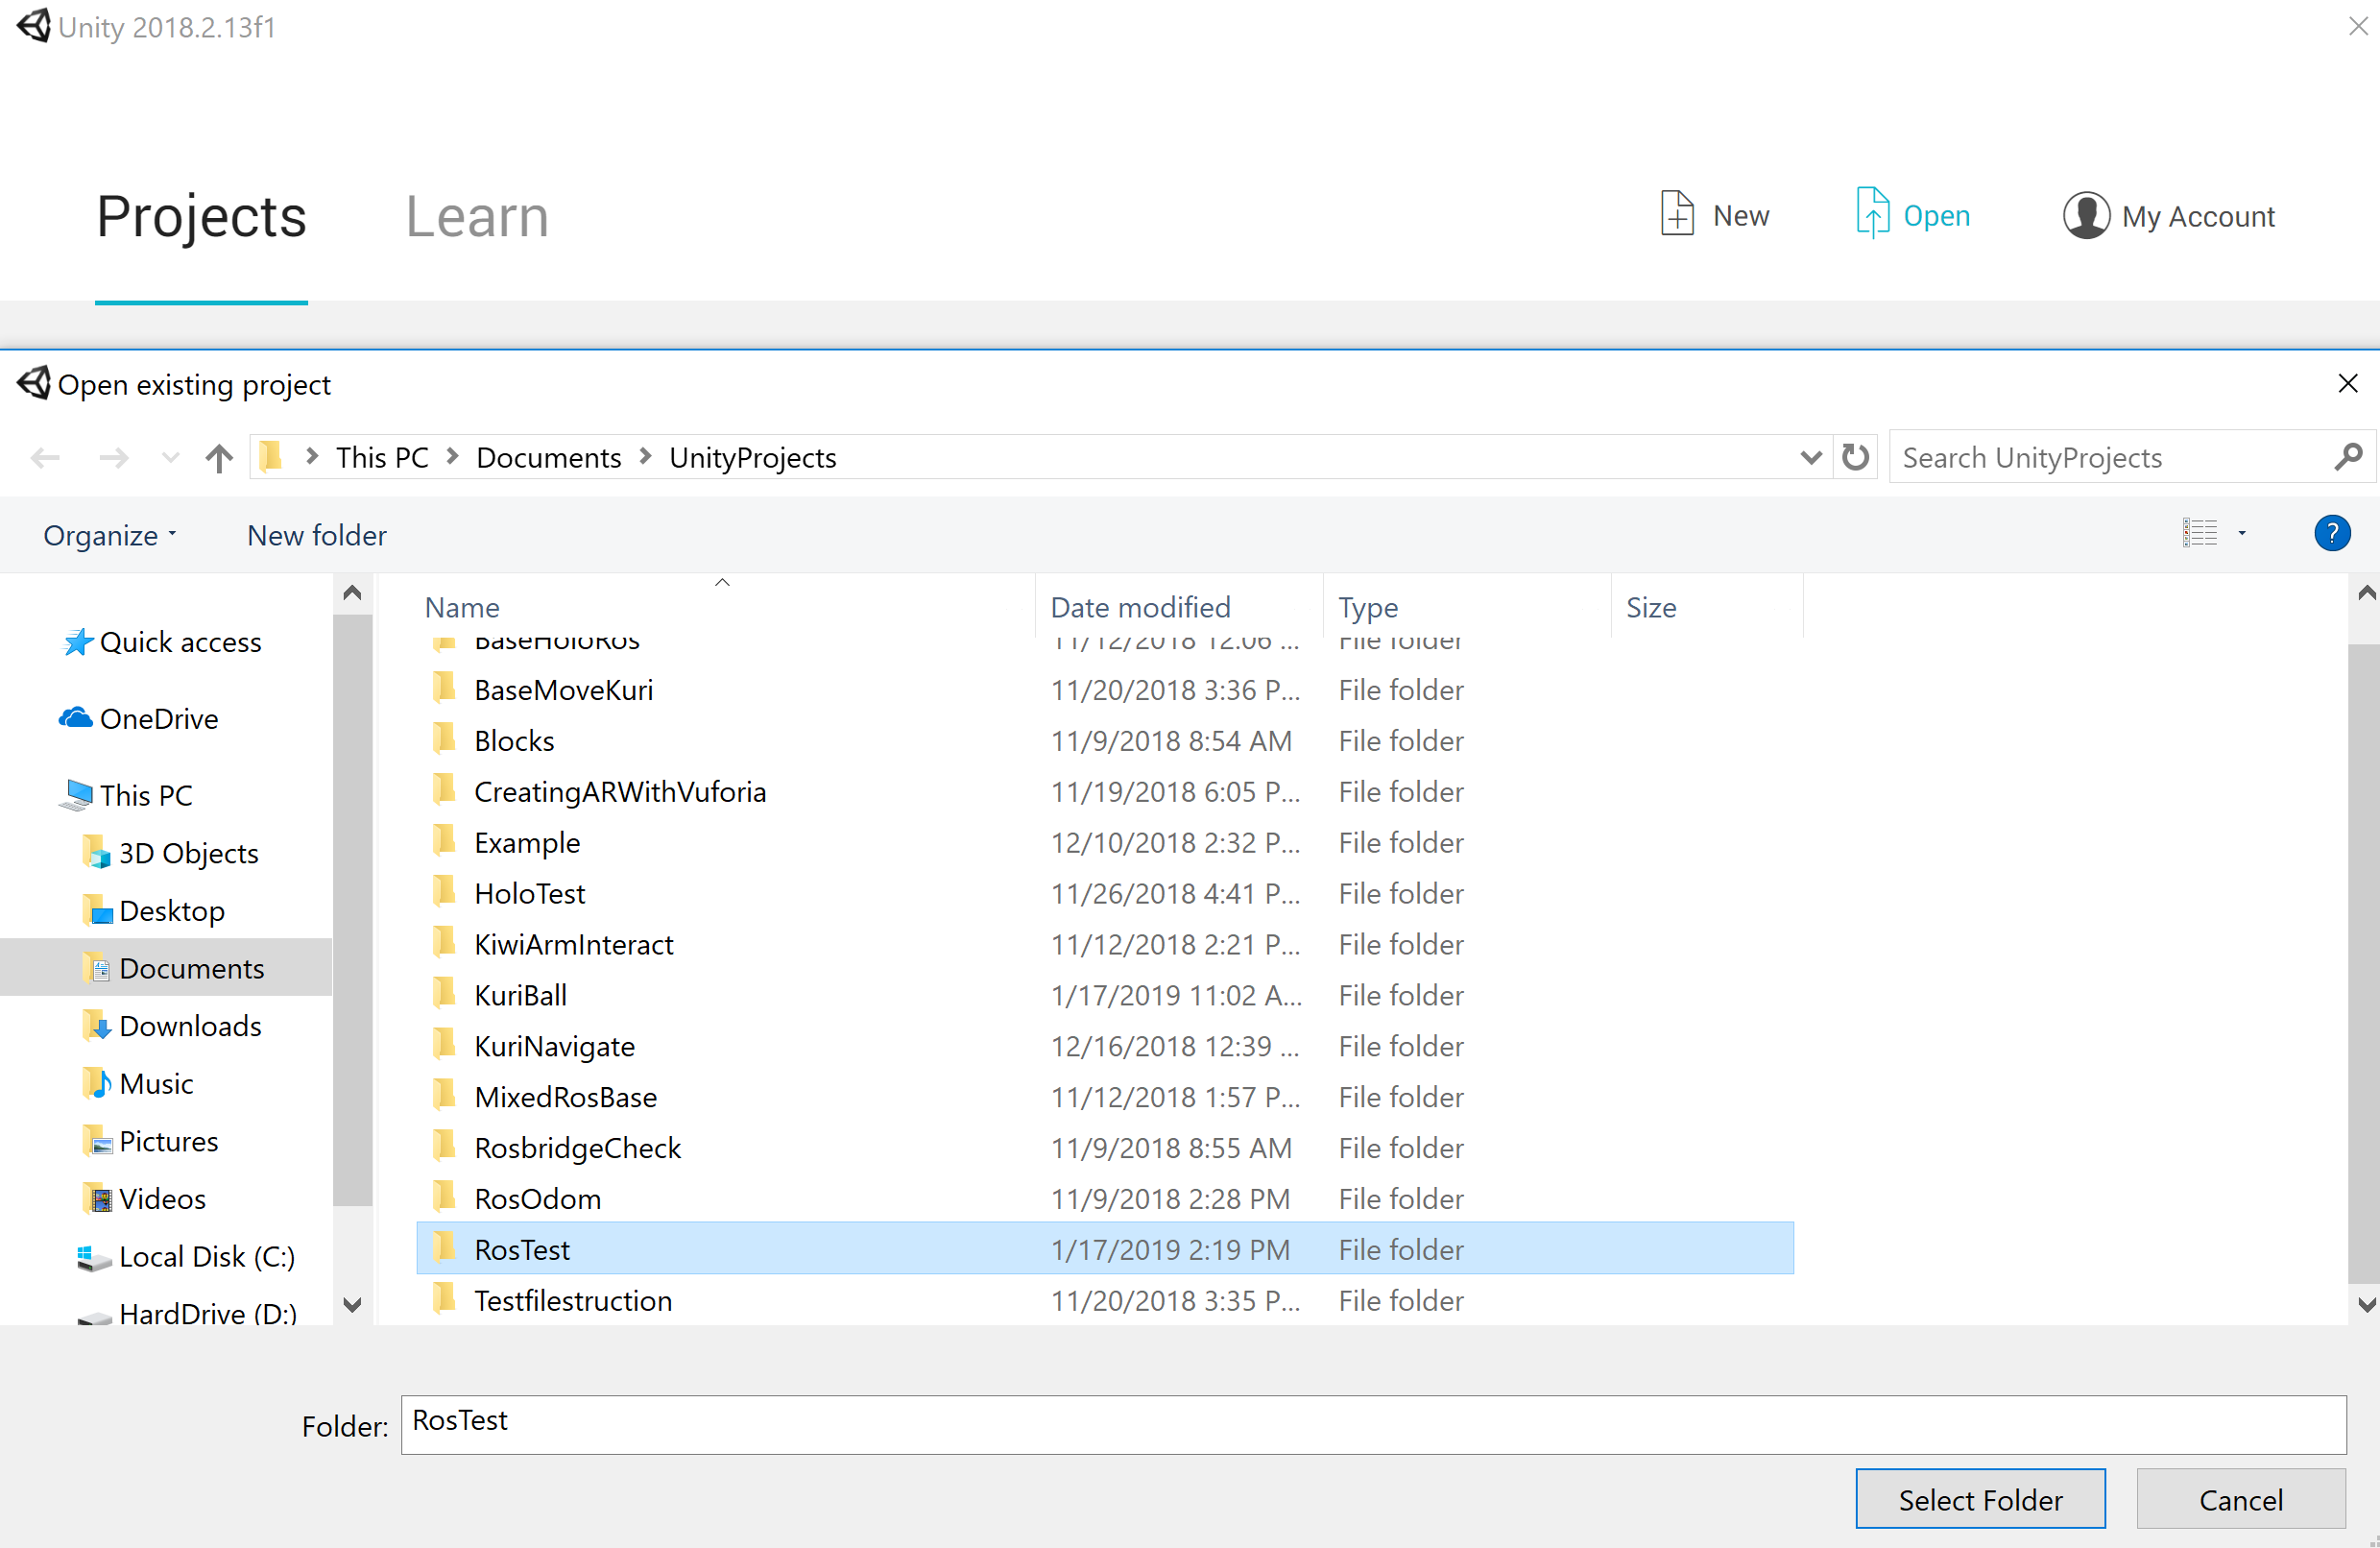 Unity 2018.2.13f1
Projects Learn New Open My Account
Open existing project
This PC Documents UnityProjects Search UnityProjects
Organize New folder ?
Name Date modified Type Size
BaseHoloRos 11/12/2018 12:06 ... File folder
Quick access
BaseMoveKuri 11/20/2018 3:36 P... File folder
OneDrive
Blocks 11/9/2018 8:54 AM File folder
This PC
CreatingARWithVuforia 11/19/2018 6:05 P... File folder
3D Objects
Example 12/10/2018 2:32 P... File folder
Desktop
HoloTest 11/26/2018 4:41 P... File folder
Documents
KiwiArmInteract 11/12/2018 2:21 P... File folder
Downloads
KuriBall 1/17/2019 11:02 A... File folder
Music
KuriNavigate 12/16/2018 12:39 ... File folder
Pictures
MixedRosBase 11/12/2018 1:57 P... File folder
Videos
RosbridgeCheck 11/9/2018 8:55 AM File folder
Local Disk (C:)
RosOdom 11/9/2018 2:28 PM File folder
HardDrive (D:)
RosTest 1/17/2019 2:19 PM File folder
Testfilestruction 11/20/2018 3:35 P... File folder
Folder: RosTest
Select Folder Cancel